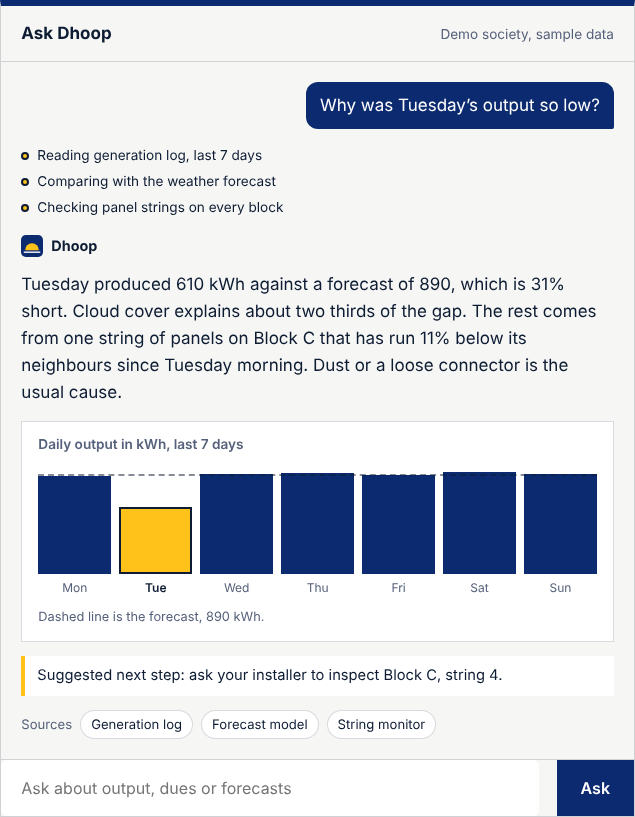 Ask Dhoop
Demo society, sample data
Why was Tuesday’s output so low?
Reading generation log, last 7 days
Comparing with the weather forecast
Checking panel strings on every block
Dhoop
Tuesday produced 610 kWh against a forecast of 890, which is 31%
short. Cloud cover explains about two thirds of the gap. The rest comes
from one string of panels on Block C that has run 11% below its
neighbours since Tuesday morning. Dust or a loose connector is the
usual cause.
Daily output in kWh, last 7 days
Mon Tue Wed Thu Fri Sat Sun
Dashed line is the forecast, 890 kWh.
Suggested next step: ask your installer to inspect Block C, string 4.
Sources Generation log Forecast model String monitor
Ask about output, dues or forecasts
Ask